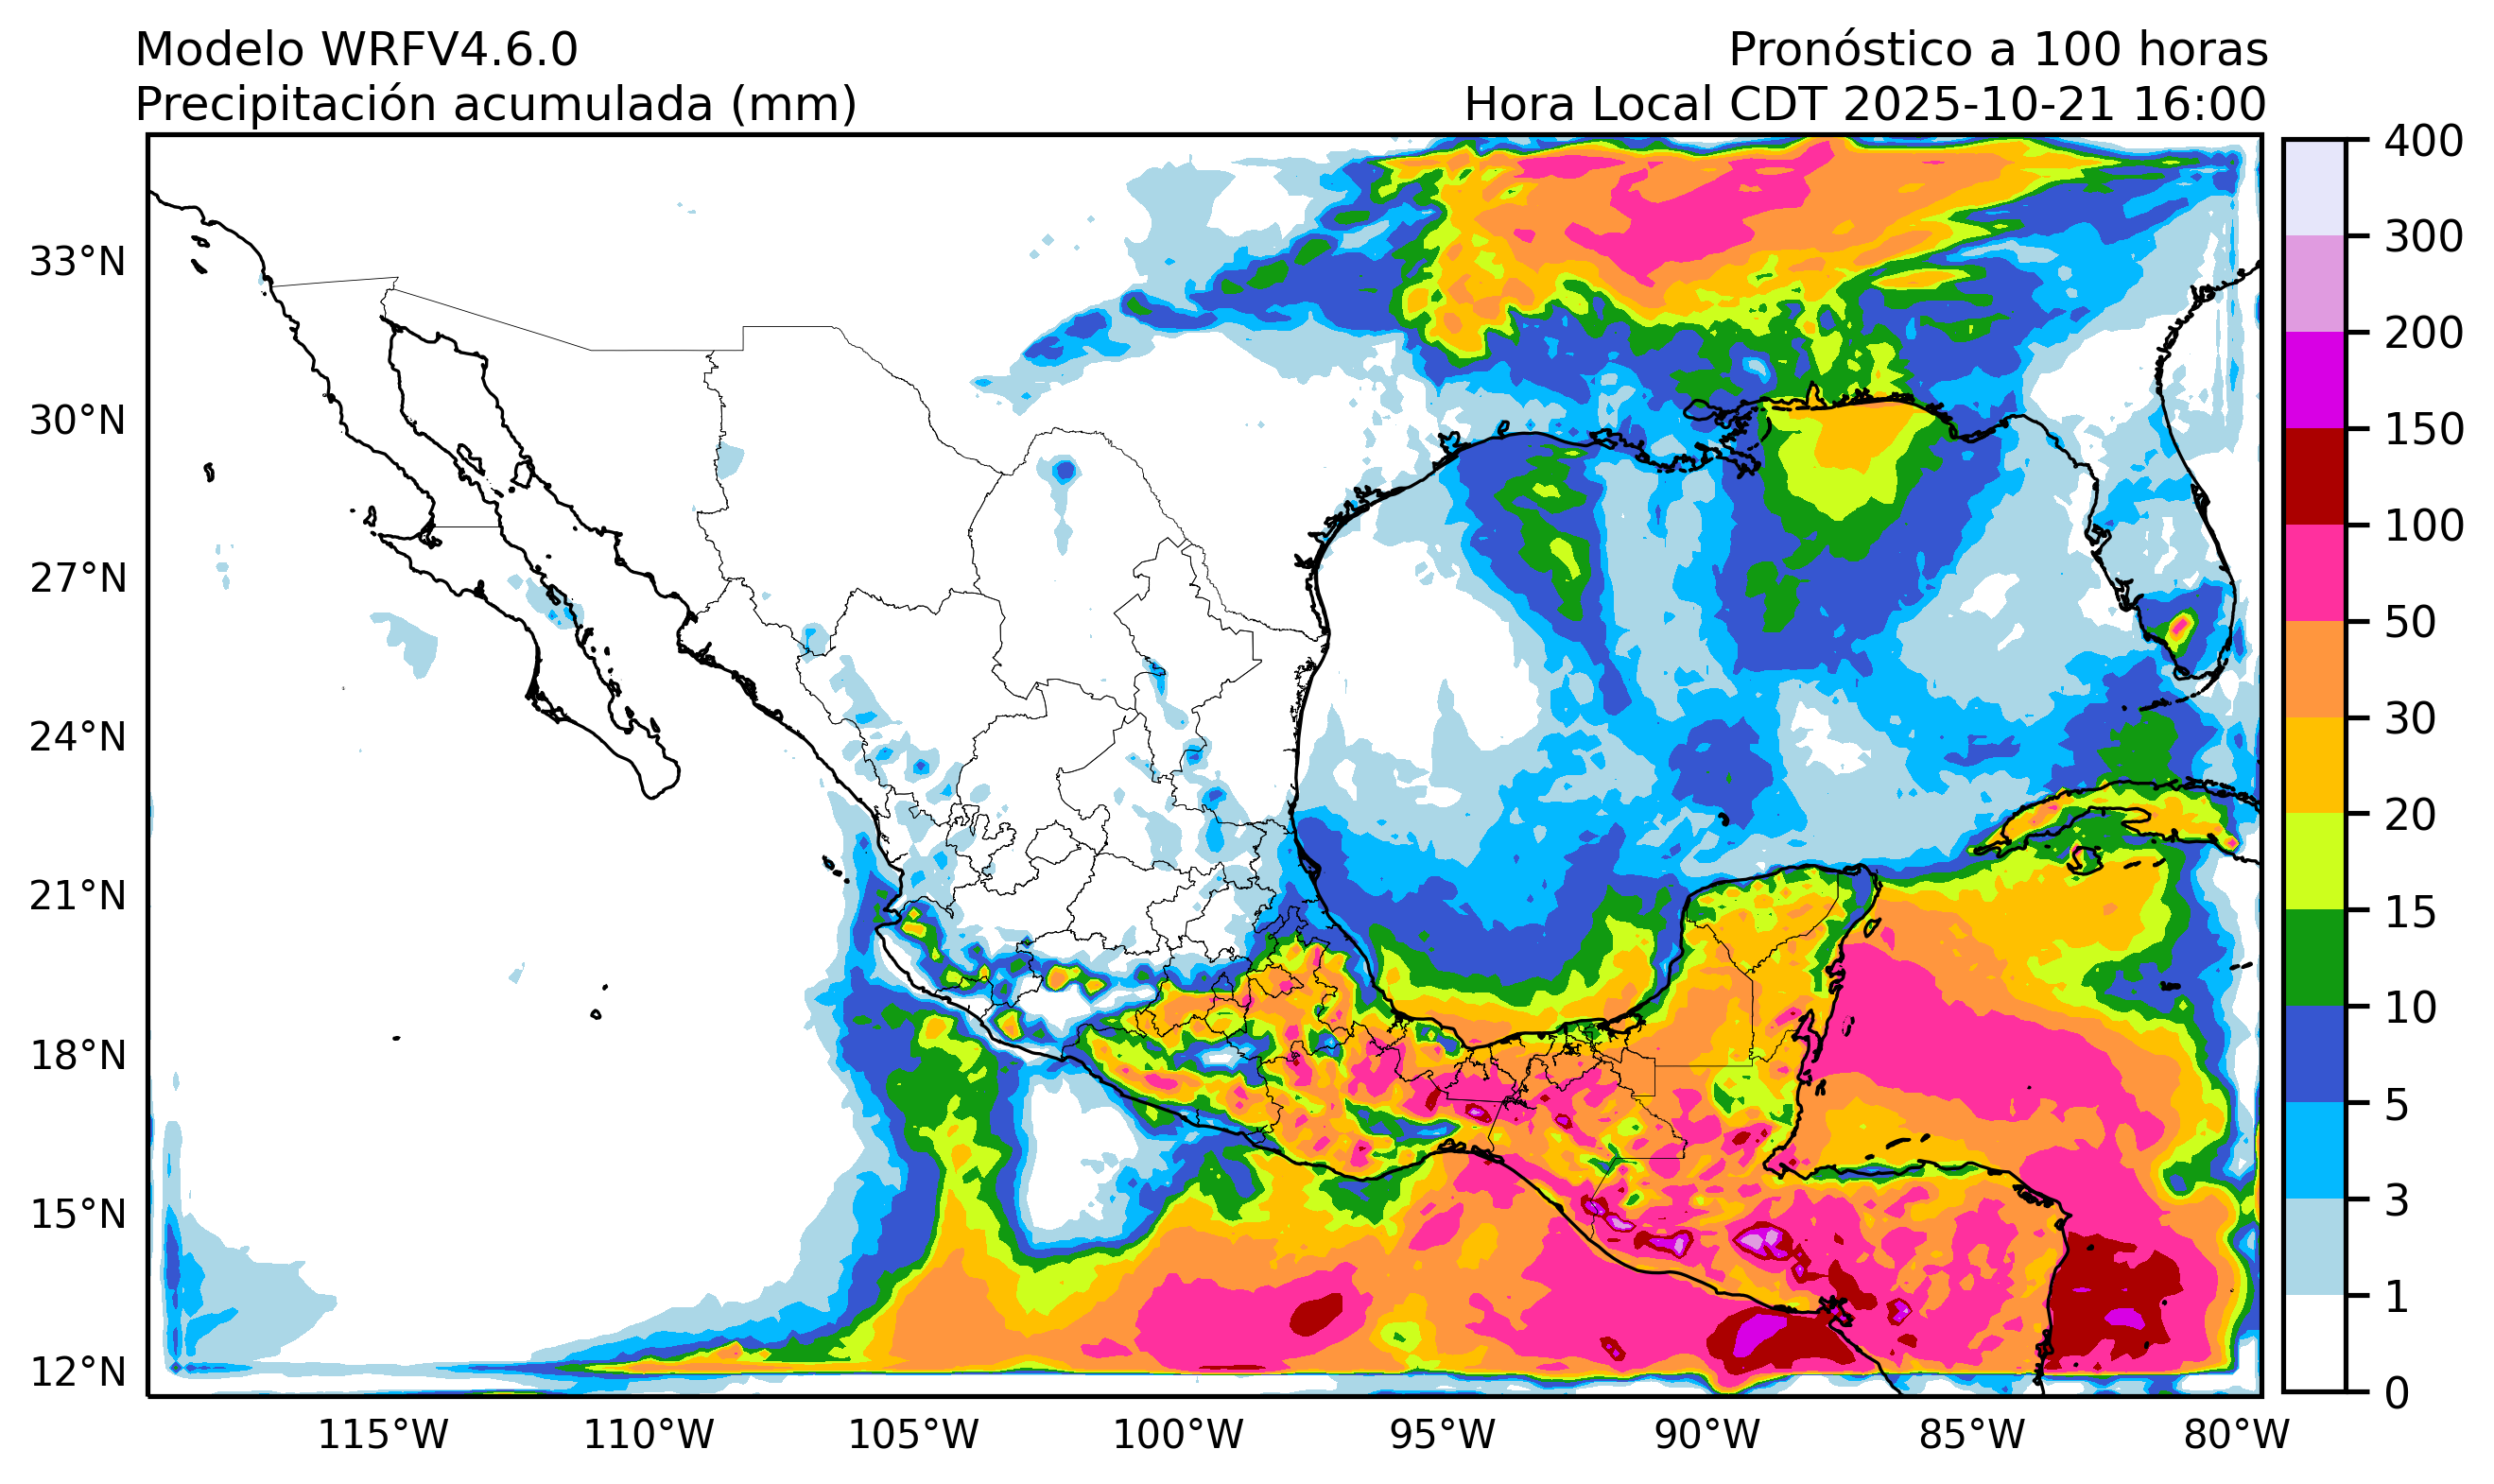 Modelo WRFV4.6.0
Pronóstico a 100 horas
Precipitación acumulada (mm)
Hora Local CDT 2025-10-21 16:00
33°N
30°N
27°N
24°N
21°N
18°N
15°N
12°N
115°W
110°W
105°W
100°W
95°W
90°W
85°W
80°W
400
300
200
150
100
50
30
20
15
10
5
3
1
0